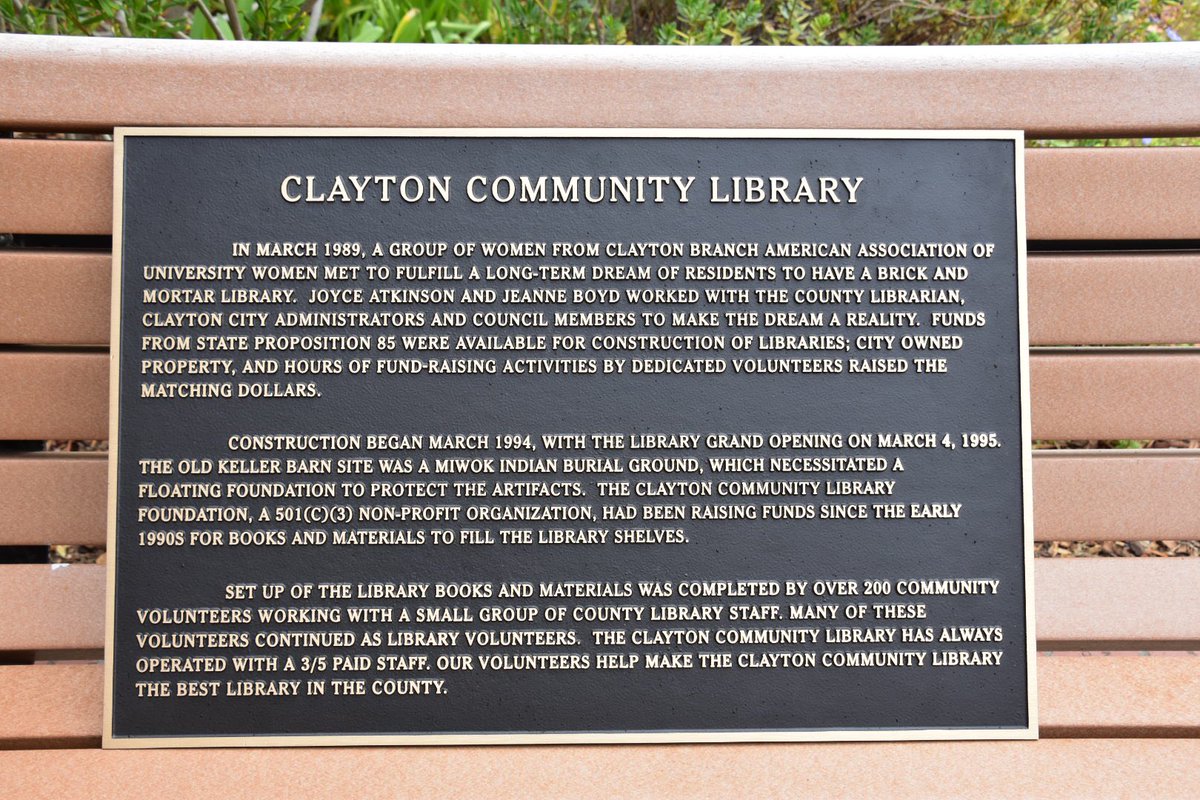 CLAYTON COMMUNITY LIBRARY
IN MARCH 1989, A GROUP OF WOMEN FROM CLAYTON BRANCH AMERICAN ASSOCIATION OF
UNIVERSITY WOMEN MET TO FULFILL A LONG-TERM DREAM OF RESIDENTS TO HAVE A BRICK AND
MORTAR LIBRARY. JOYCE ATKINSON AND JEANNE BOYD WORKED WITH THE COUNTY LIBRARIAN,
CLAYTON CITY ADMINISTRATORS AND COUNCIL MEMBERS TO MAKE THE DREAM A REALITY. FUNDS
FROM STATE PROPOSITION 85 WERE AVAILABLE FOR CONSTRUCTION OF LIBRARIES; CITY OWNED
PROPERTY, AND HOURS OF FUND-RAISING ACTIVITIES BY DEDICATED VOLUNTEERS RAISED THE
MATCHING DOLLARS.
CONSTRUCTION BEGAN MARCH 1994, WITH THE LIBRARY GRAND OPENING ON MARCH 4, 1995.
THE OLD KELLER BARN SITE WAS A MIWOK INDIAN BURIAL GROUND, WHICH NECESSITATED A
FLOATING FOUNDATION TO PROTECT THE ARTIFACTS. THE CLAYTON COMMUNITY LIBRARY
FOUNDATION, A 501(C)(3) NON-PROFIT ORGANIZATION, HAD BEEN RAISING FUNDS SINCE THE EARLY
1990S FOR BOOKS AND MATERIALS TO FILL THE LIBRARY SHELVES.
SET UP OF THE LIBRARY BOOKS AND MATERIALS WAS COMPLETED BY OVER 200 COMMUNITY
VOLUNTEERS WORKING WITH A SMALL GROUP OF COUNTY LIBRARY STAFF. MANY OF THESE
VOLUNTEERS CONTINUED AS LIBRARY VOLUNTEERS. THE CLAYTON COMMUNITY LIBRARY HAS ALWAYS
OPERATED WITH A 3/5 PAID STAFF. OUR VOLUNTEERS HELP MAKE THE CLAYTON COMMUNITY LIBRARY
THE BEST LIBRARY IN THE COUNTY.